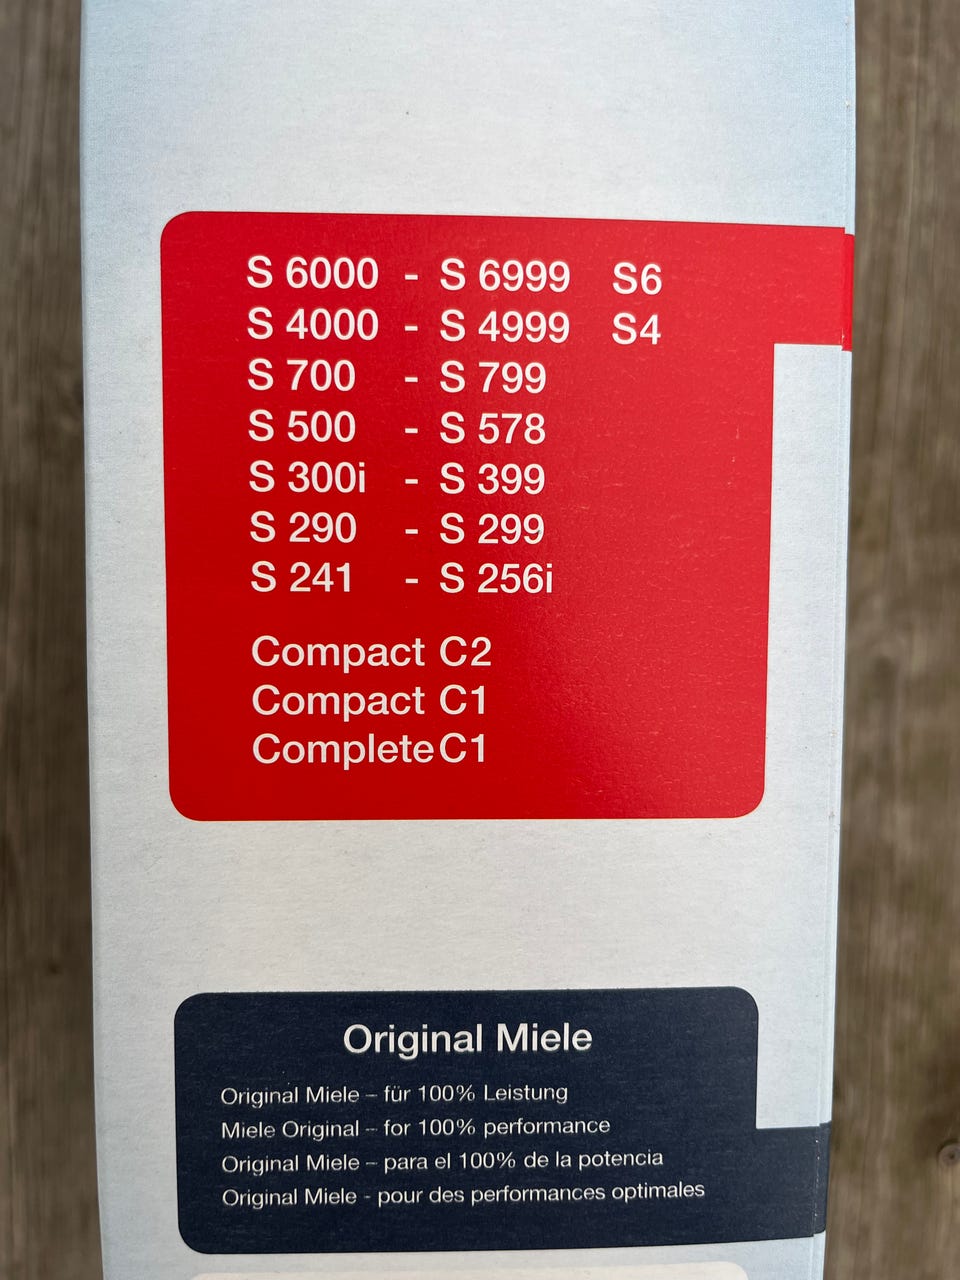 S 6000 - S 6999 S6
S 4000 - S 4999 S4
S 700 - S 799
S 500 - S 578
S 300i - S 399
S 290 - S 299
S 241 - S 256i
Compact C2
Compact C1
Complete C1
Original Miele
Original Miele – für 100% Leistung
Miele Original – for 100% performance
Original Miele – para el 100% de la potencia
Original Miele - pour des performances optimales